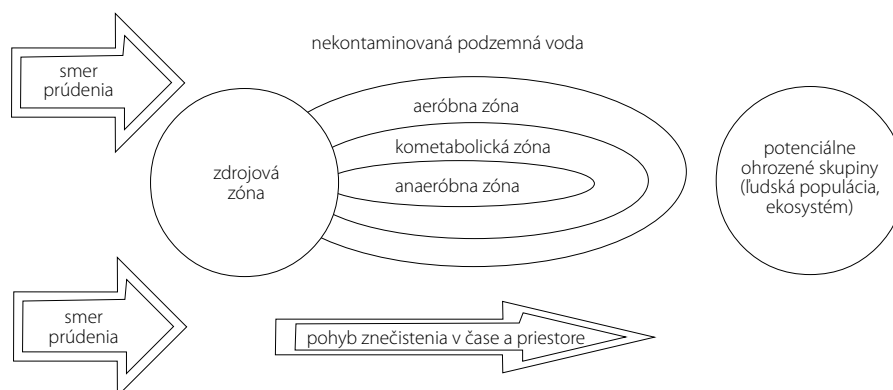 nekontaminovaná podzemná voda
smer
prúdenia
aeróbna zóna
kometabolická zóna
anaeróbna zóna
zdrojová
zóna
potenciálne
ohrozené skupiny
(ľudská populácia,
ekosystém)
smer
prúdenia
pohyb znečistenia v čase a priestore